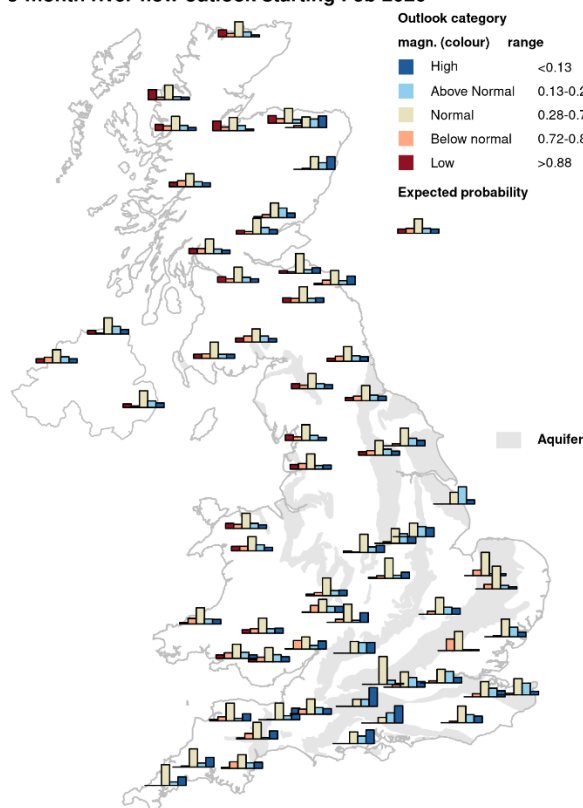 Outlook category
magn. (colour) range
High <0.13
Above Normal
Normal
Below normal
Low >0.88
Expected probability
Aquifer